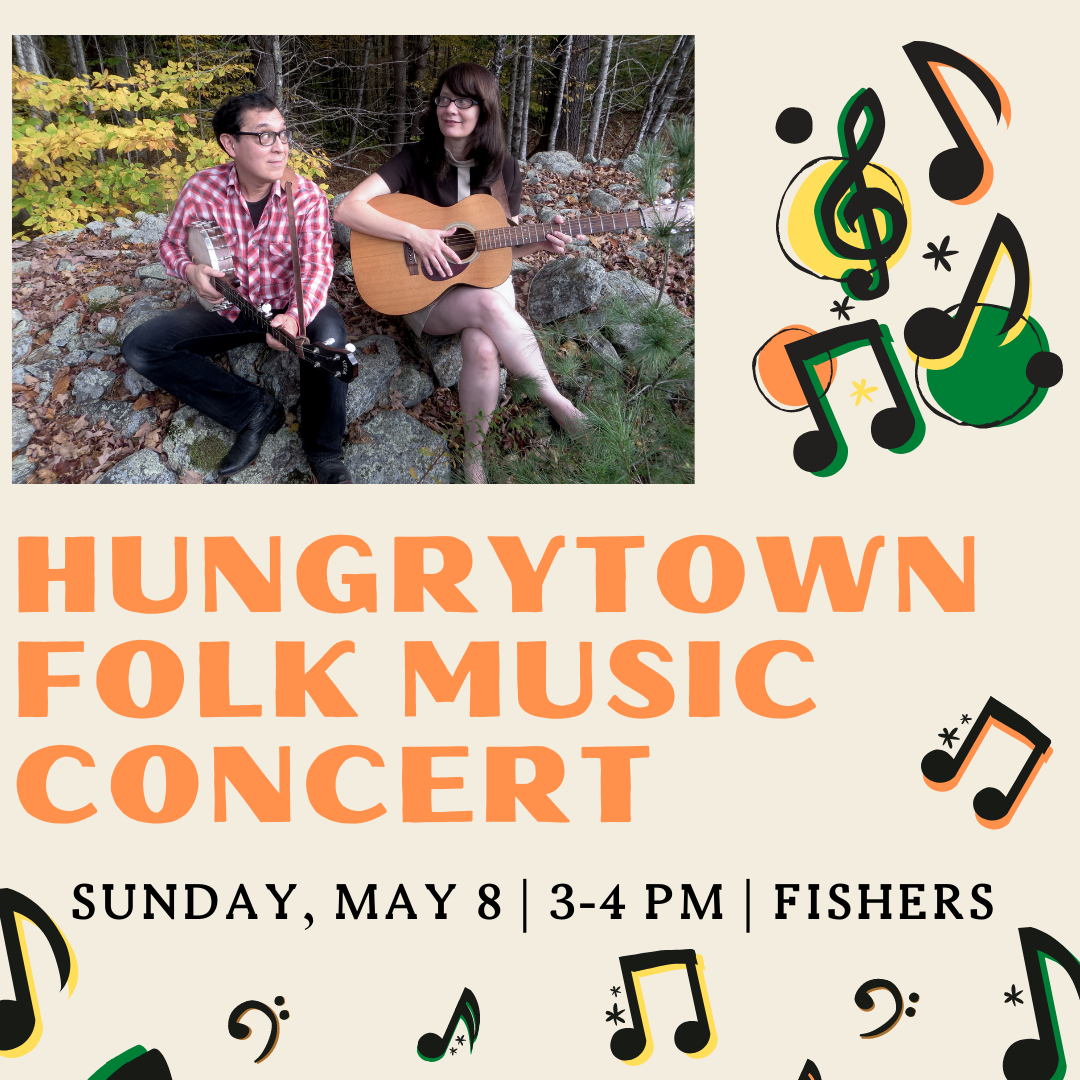 HUNGRYTOWN
FOLK MUSIC
CONCERT
SUNDAY, MAY 8 | 3-4 PM | FISHERS